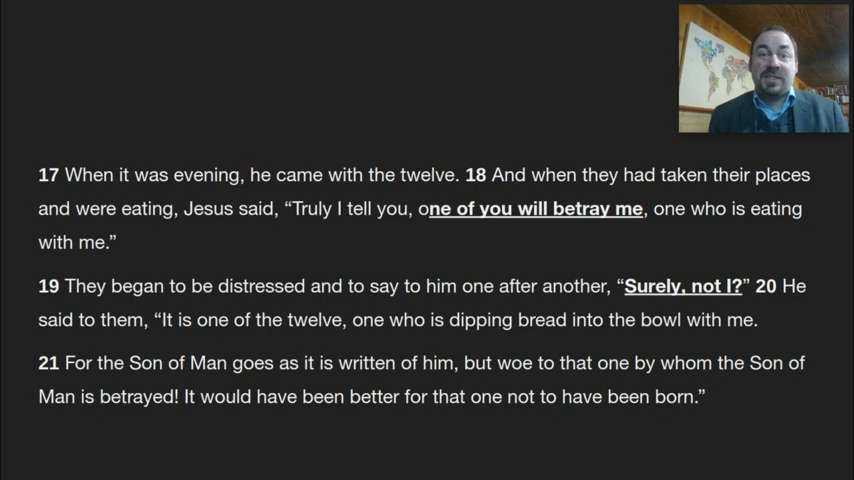 17 When it was evening, he came with the twelve. 18 And when they had taken their places
and were eating, Jesus said, “Truly I tell you, one of you will betray me, one who is eating
with me.”
19 They began to be distressed and to say to him one after another, “Surely, not I?” 20 He
said to them, “It is one of the twelve, one who is dipping bread into the bowl with me.
21 For the Son of Man goes as it is written of him, but woe to that one by whom the Son of
Man is betrayed! It would have been better for that one not to have been born.”